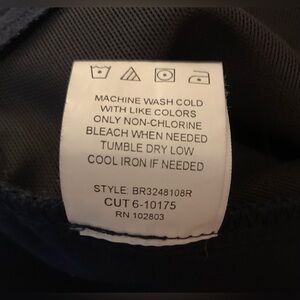 MACHINE WASH COLD
WITH LIKE COLORS
ONLY NON-CHLORINE
BLEACH WHEN NEEDED
TUMBLE DRY LOW
COOL IRON IF NEEDED
STYLE: BR3248108R
CUT 6-10175
RN 102803